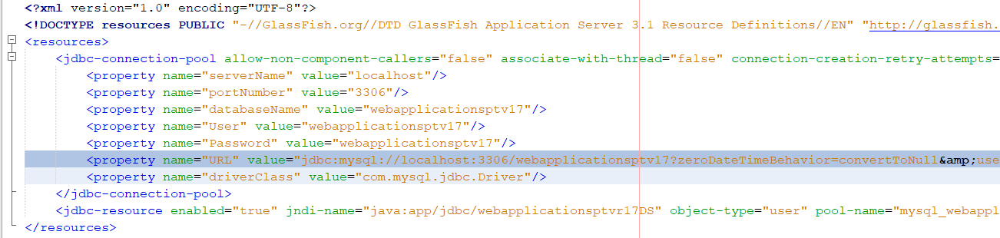 <?xml version="1.0" encoding="UTF-8"?>
<!DOCTYPE resources PUBLIC "-//GlassFish.org//DTD GlassFish Application Server 3.1 Resource Definitions//EN" "http://glassfish.
<resources>
<jdbc-connection-pool allow-non-component-callers="false" associate-with-thread="false" connection-creation-retry-attempts=
<property name="serverName" value="localhost"/>
<property name="portNumber" value="3306"/>
<property name="databaseName" value="webapplicationsptv17"/>
<property name="User" value="webapplicationsptv17"/>
<property name="Password" value="webapplicationsptv17"/>
<property name="URL" value="jdbc:mysql://localhost:3306/webapplicationsptv17?zeroDateTimeBehavior=convertToNull&amp;use
<property name="driverClass" value="com.mysql.jdbc.Driver"/>
</jdbc-connection-pool>
<jdbc-resource enabled="true" jndi-name="java:app/jdbc/webapplicationsptvr17DS" object-type="user" pool-name="mysql_webappl
</resources>